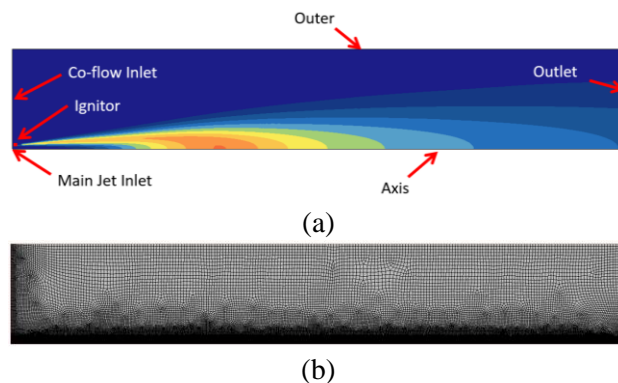 Outer
Co-flow Inlet
Outlet
Ignitor
Main Jet Inlet
Axis
(a)
(b)